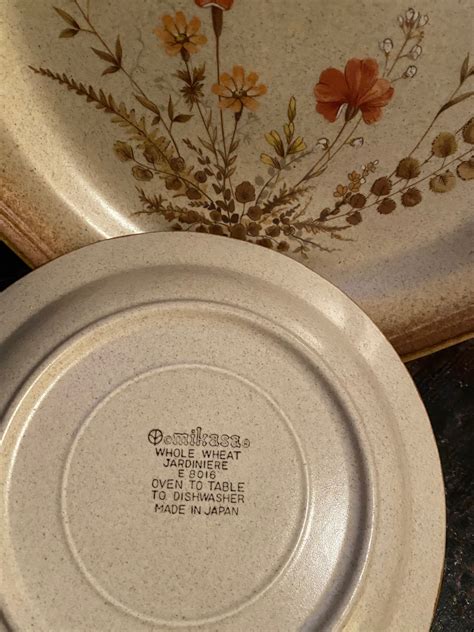 mikasa
WHOLE WHEAT
JARDINIERE
E 8016
OVEN TO TABLE
TO DISHWASHER
MADE IN JAPAN